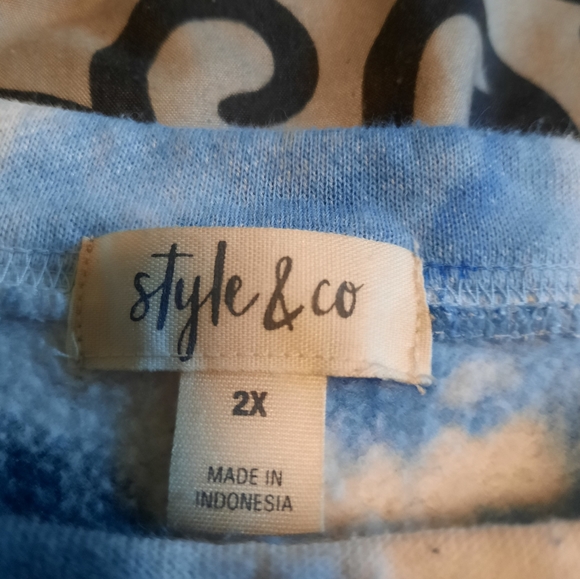 style & co
2X
MADE IN
INDONESIA